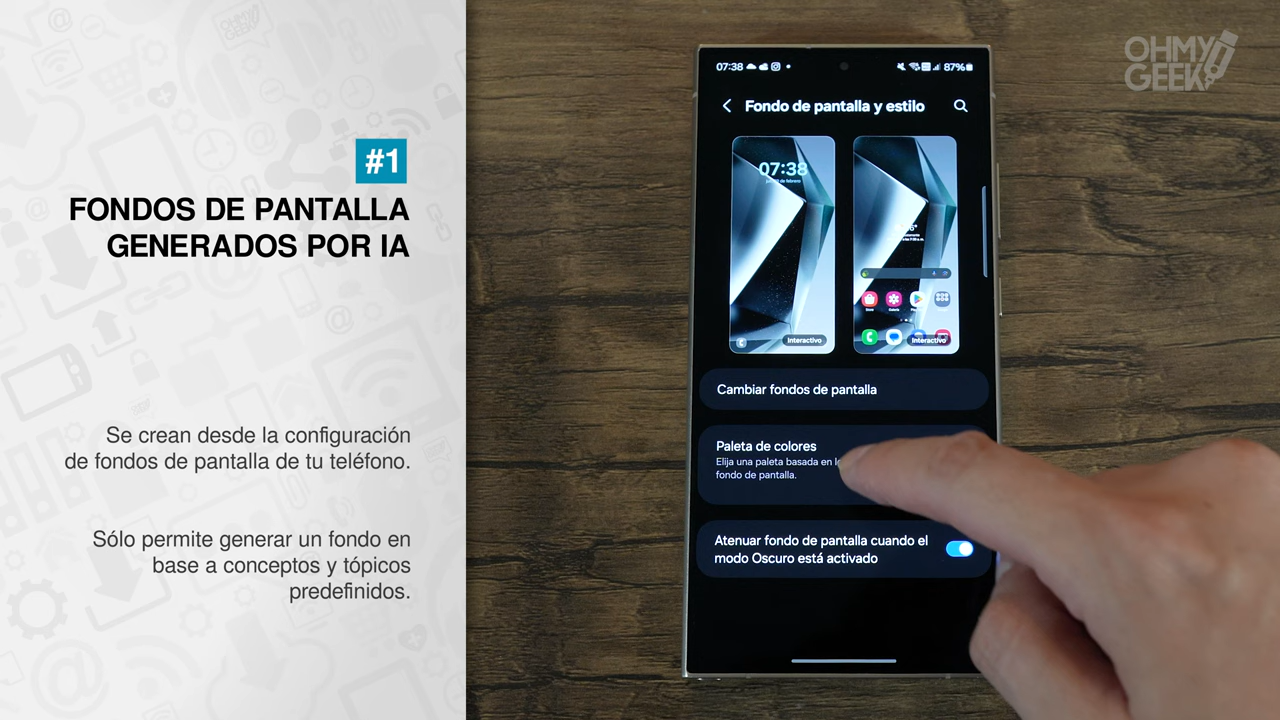 #1
FONDOS DE PANTALLA
GENERADOS POR IA
Se crean desde la configuración
de fondos de pantalla de tu teléfono.
Sólo permite generar un fondo en
base a conceptos y tópicos
predefinidos.
OHMY
GEEK!
07:38
87%
Fondo de pantalla y estilo
07:38
Interactivo
Interactivo
Cambiar fondos de pantalla
Paleta de colores
Elija una paleta basada en
fondo de pantalla.
Atenuar fondo de pantalla cuando el
modo Oscuro está activado